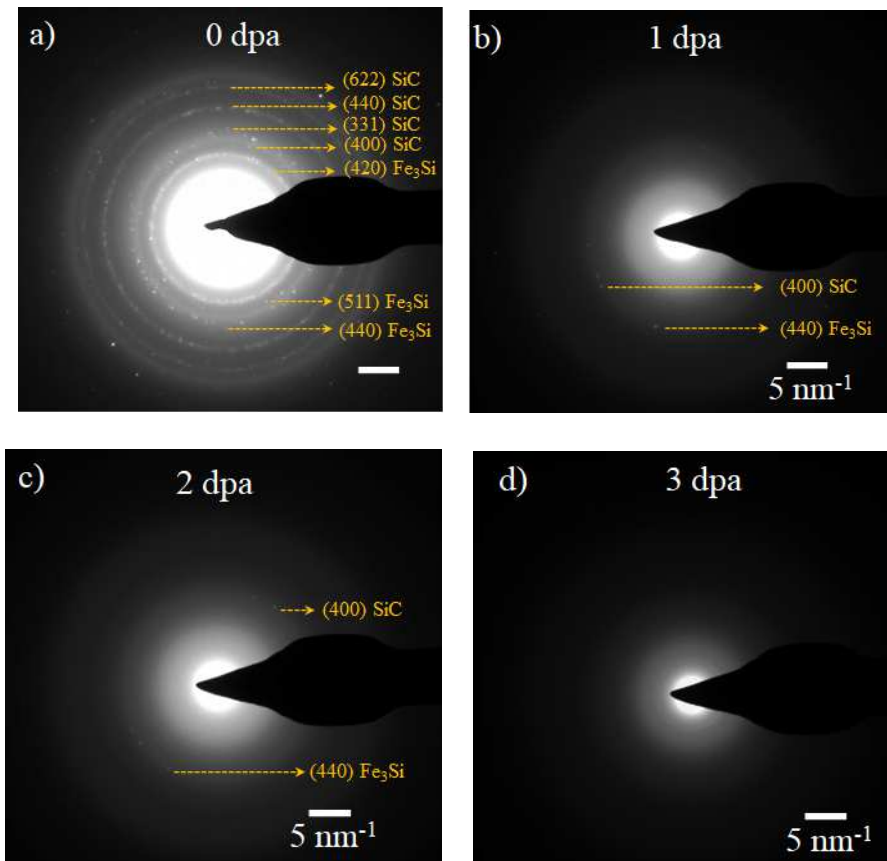 a)
0 dpa
(622) SiC
(440) SiC
(331) SiC
(400) SiC
(420) Fe₃Si
(511) Fe₃Si
(440) Fe₃Si
b)
1 dpa
(400) SiC
(440) Fe₃Si
5 nm⁻¹
c)
2 dpa
(400) SiC
(440) Fe₃Si
5 nm⁻¹
d)
3 dpa
5 nm⁻¹